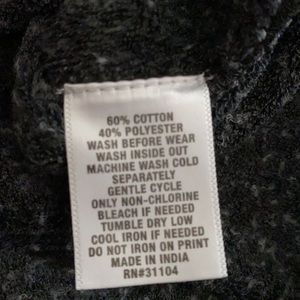 60% COTTON
40% POLYESTER
WASH BEFORE WEAR
WASH INSIDE OUT
MACHINE WASH COLD
SEPARATELY
GENTLE CYCLE
ONLY NON-CHLORINE
BLEACH IF NEEDED
TUMBLE DRY LOW
COOL IRON IF NEEDED
DO NOT IRON ON PRINT
MADE IN INDIA
RN#31104